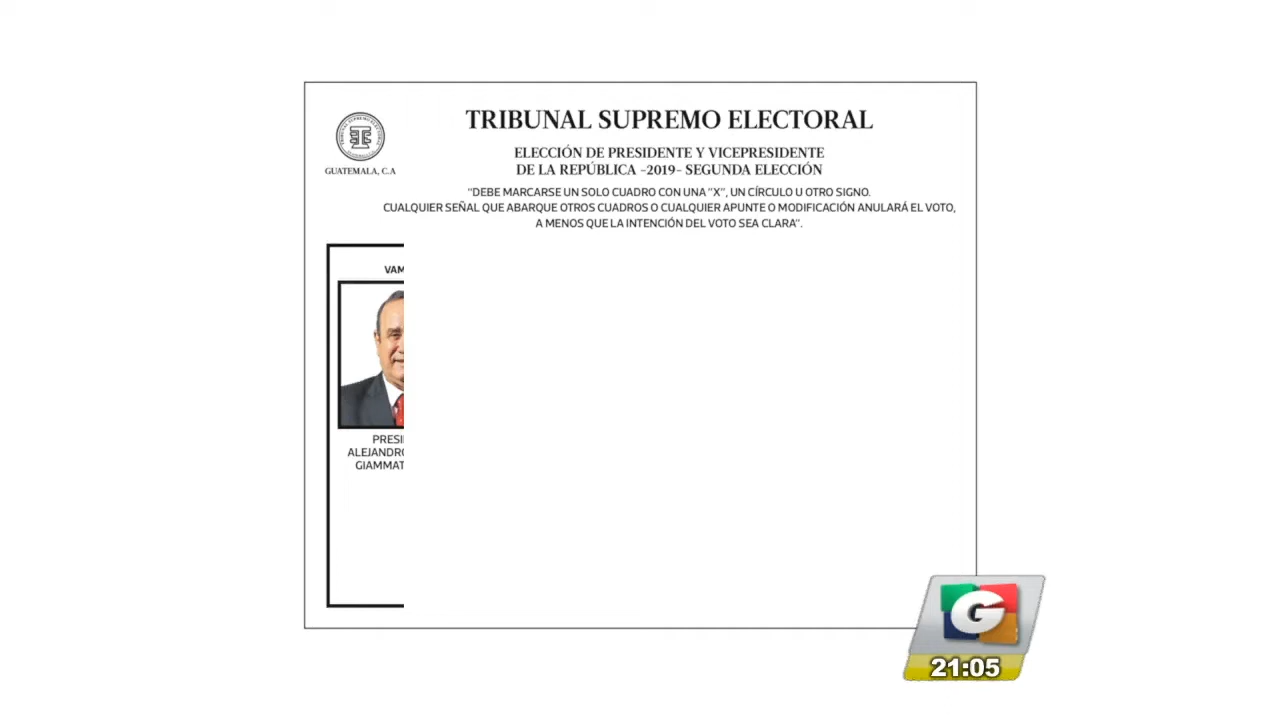 TRIBUNAL SUPREMO ELECTORAL
GUATEMALA, C.A
ELECCIÓN DE PRESIDENTE Y VICEPRESIDENTE
DE LA REPÚBLICA -2019- SEGUNDA ELECCIÓN
"DEBE MARCARSE UN SOLO CUADRO CON UNA "X", UN CÍRCULO U OTRO SIGNO.
CUALQUIER SEÑAL QUE ABARQUE OTROS CUADROS O CUALQUIER APUNTE O MODIFICACIÓN ANULARÁ EL VOTO,
A MENOS QUE LA INTENCIÓN DEL VOTO SEA CLARA".
VAM
PRESI
ALEJANDRO
GIAMMAT
G
21:05